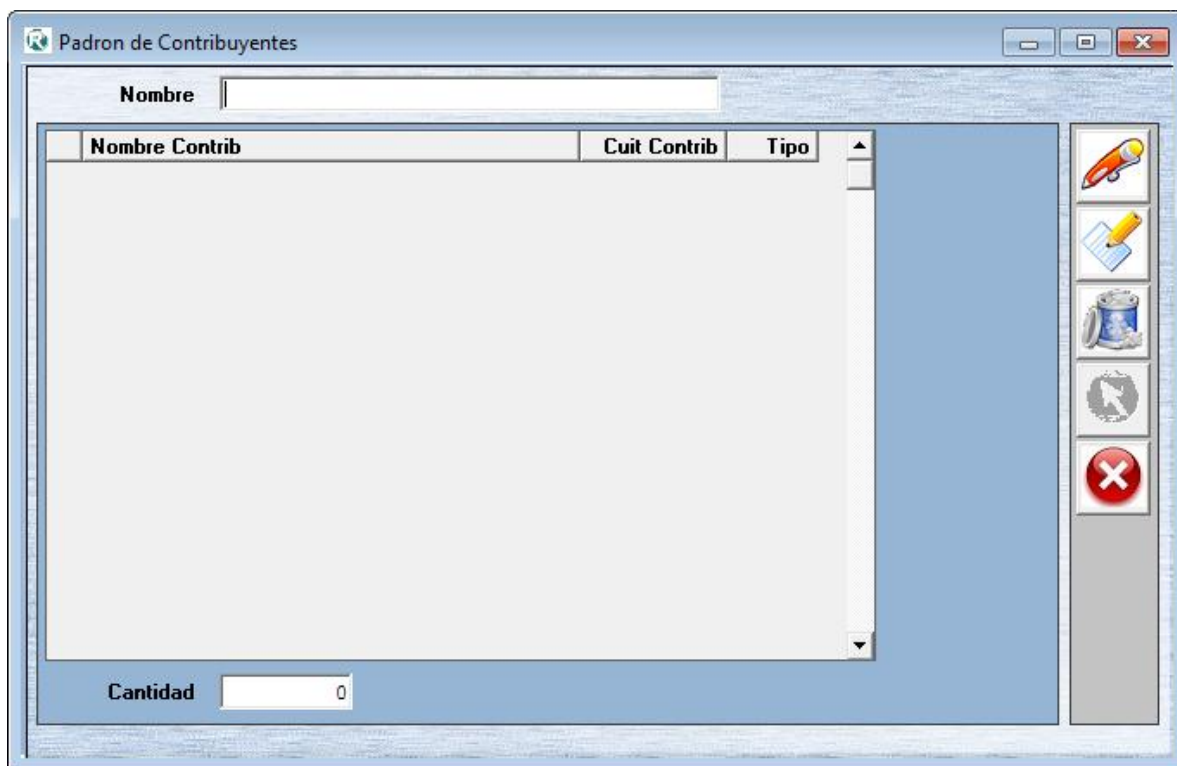 Padron de Contribuyentes
Nombre
Nombre Contrib Cuit Contrib Tipo
Cantidad 0